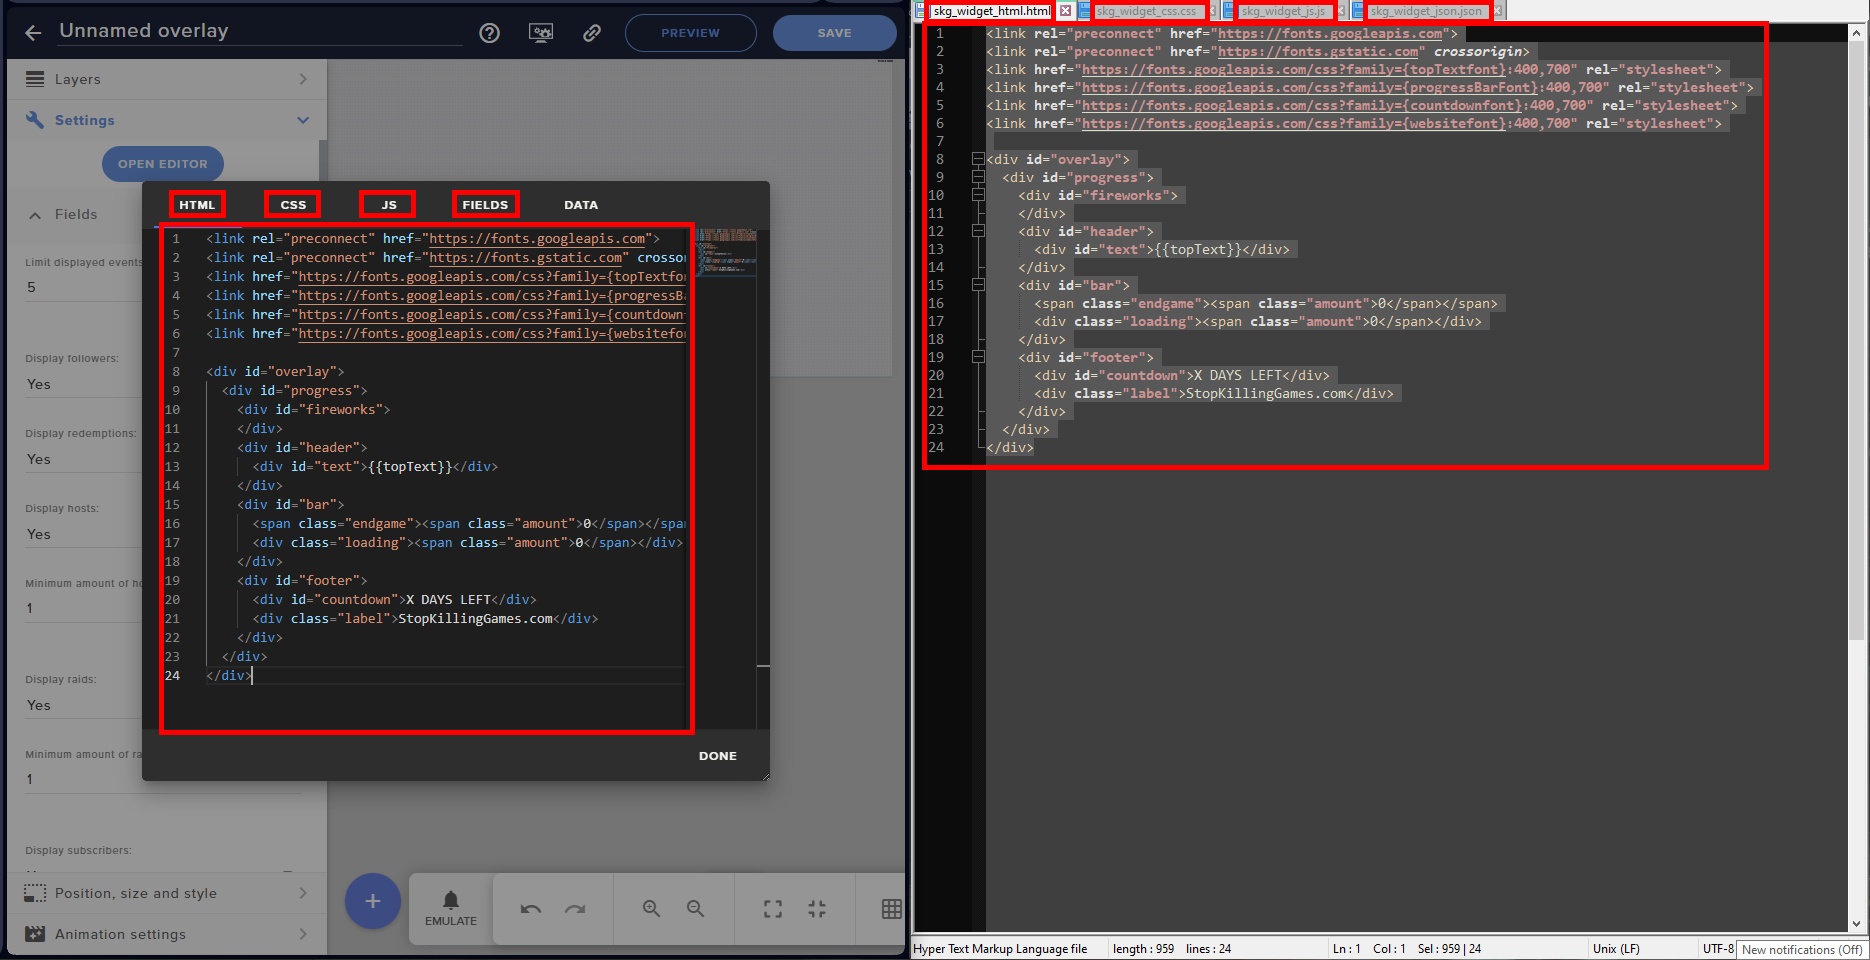 Unnamed overlay
PREVIEW
SAVE
Layers
Settings
OPEN EDITOR
Fields
Limit displayed events
5
Display followers:
Yes
Display redemptions:
Yes
Display hosts:
Yes
Minimum amount of
1
Display raids:
Yes
Minimum amount of
1
Display subscribers:
Position, size and style
Animation settings
HTML CSS JS FIELDS DATA
1 <link rel="preconnect" href="https://fonts.googleapis.com">
2 <link rel="preconnect" href="https://fonts.gstatic.com" crossor
3 <link href="https://fonts.googleapis.com/css?family={topTextfon
4 <link href="https://fonts.googleapis.com/css?family={progressBa
5 <link href="https://fonts.googleapis.com/css?family={countdown
6 <link href="https://fonts.googleapis.com/css?family={websitefon
7
8 <div id="overlay">
9 <div id="progress">
10 <div id="fireworks">
11 </div>
12 <div id="header">
13 <div id="text">{{topText}}</div>
14 </div>
15 <div id="bar">
16 <span class="endgame"><span class="amount">0</span></spa
17 <div class="loading"><span class="amount">0</span></div>
18 </div>
19 <div id="footer">
20 <div id="countdown">X DAYS LEFT</div>
21 <div class="label">StopKillingGames.com</div>
22 </div>
23 </div>
24 </div>
DONE
EMULATE
skg_widget_html.html skg_widget_css.css skg_widget_js.js skg_widget_json.json
1 <link rel="preconnect" href="https://fonts.googleapis.com">
2 <link rel="preconnect" href="https://fonts.gstatic.com" crossorigin>
3 <link href="https://fonts.googleapis.com/css?family={topTextfont}:400,700" rel="stylesheet">
4 <link href="https://fonts.googleapis.com/css?family={progressBarFont}:400,700" rel="stylesheet">
5 <link href="https://fonts.googleapis.com/css?family={countdownfont}:400,700" rel="stylesheet">
6 <link href="https://fonts.googleapis.com/css?family={websitefont}:400,700" rel="stylesheet">
7
8 <div id="overlay">
9 <div id="progress">
10 <div id="fireworks">
11 </div>
12 <div id="header">
13 <div id="text">{{topText}}</div>
14 </div>
15 <div id="bar">
16 <span class="endgame"><span class="amount">0</span></span>
17 <div class="loading"><span class="amount">0</span></div>
18 </div>
19 <div id="footer">
20 <div id="countdown">X DAYS LEFT</div>
21 <div class="label">StopKillingGames.com</div>
22 </div>
23 </div>
24 </div>
Hyper Text Markup Language file length : 959 lines : 24 Ln : 1 Col : 1 Sel : 959 | 24 Unix (LF) UTF-8
New notifications (Off)